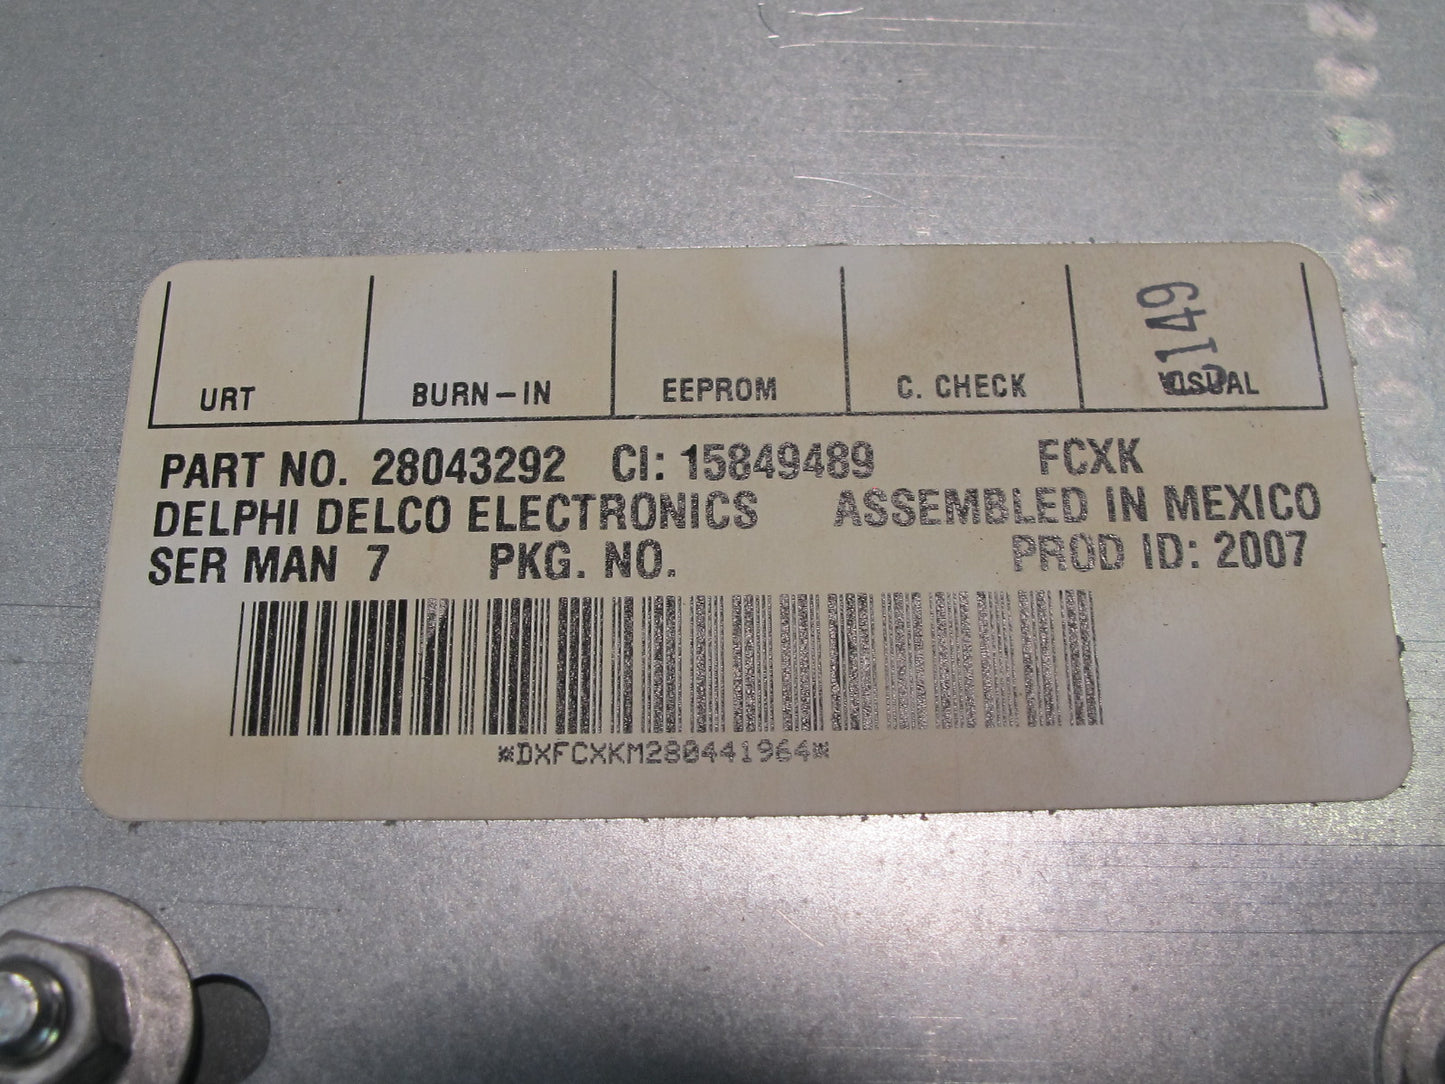 149
URT BURN-IN EEPROM C. CHECK VISUAL
PART NO. 28043292 CI: 15849489 FCXK
DELPHI DELCO ELECTRONICS ASSEMBLED IN MEXICO
SER MAN 7 PKG. NO. PROD ID: 2007
*DXFCXKM280441964*